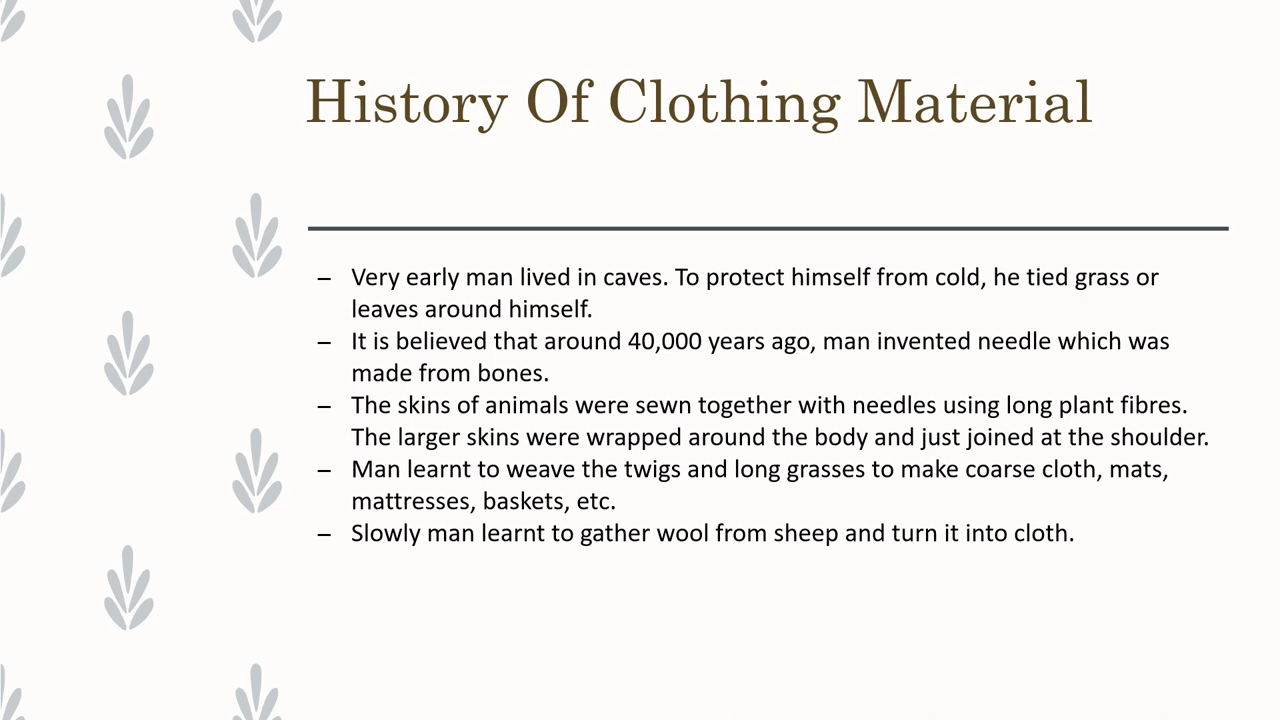 History Of Clothing Material
– Very early man lived in caves. To protect himself from cold, he tied grass or
leaves around himself.
– It is believed that around 40,000 years ago, man invented needle which was
made from bones.
– The skins of animals were sewn together with needles using long plant fibres.
The larger skins were wrapped around the body and just joined at the shoulder.
– Man learnt to weave the twigs and long grasses to make coarse cloth, mats,
mattresses, baskets, etc.
– Slowly man learnt to gather wool from sheep and turn it into cloth.